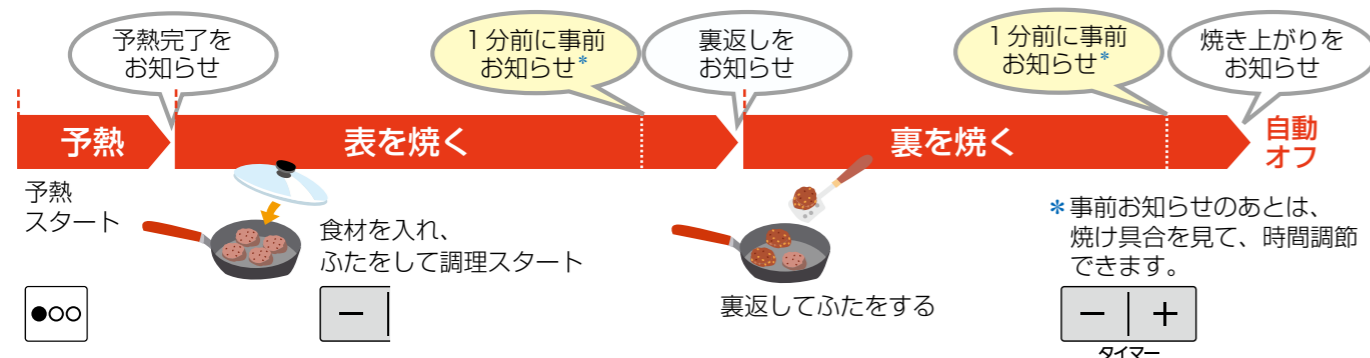 予熱完了を
お知らせ
1分前に事前
お知らせ*
裏返しを
お知らせ
1分前に事前
お知らせ*
焼き上がりを
お知らせ
予熱
表を焼く
裏を焼く
自動
オフ
予熱
スタート
食材を入れ、
ふたをして調理スタート
裏返してふたをする
*事前お知らせのあとは、
焼け具合を見て、時間調節
できます。
●○○
−
− +
タイマー